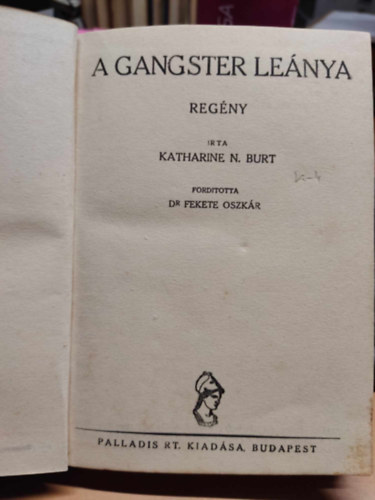 A GANGSTER LEÁNYA
REGÉNY
IRTA
KATHARINE N. BURT
FORDITOTTA
DR FEKETE OSZKÁR
PALLADIS RT. KIADÁSA, BUDAPEST